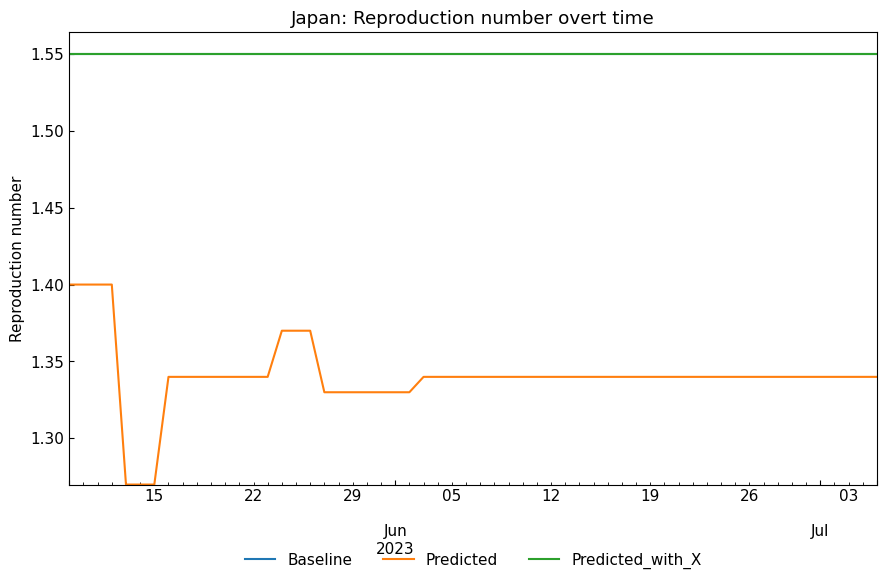 Japan: Reproduction number overt time
Reproduction number
1.55
1.50
1.45
1.40
1.35
1.30
15 22 29 05 12 19 26 03
Jun Jul
2023
Baseline Predicted Predicted_with_X